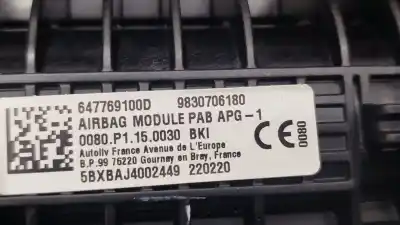 647769100D 9830706180
AIRBAG MODULE PAB APG-1
0080.P1.15.0030 BKI
Autoliv France Avenue de L'Europe
B.P.99 76220 Gournay en Bray, France
5BXBAJ4002449 220220
CE
0080